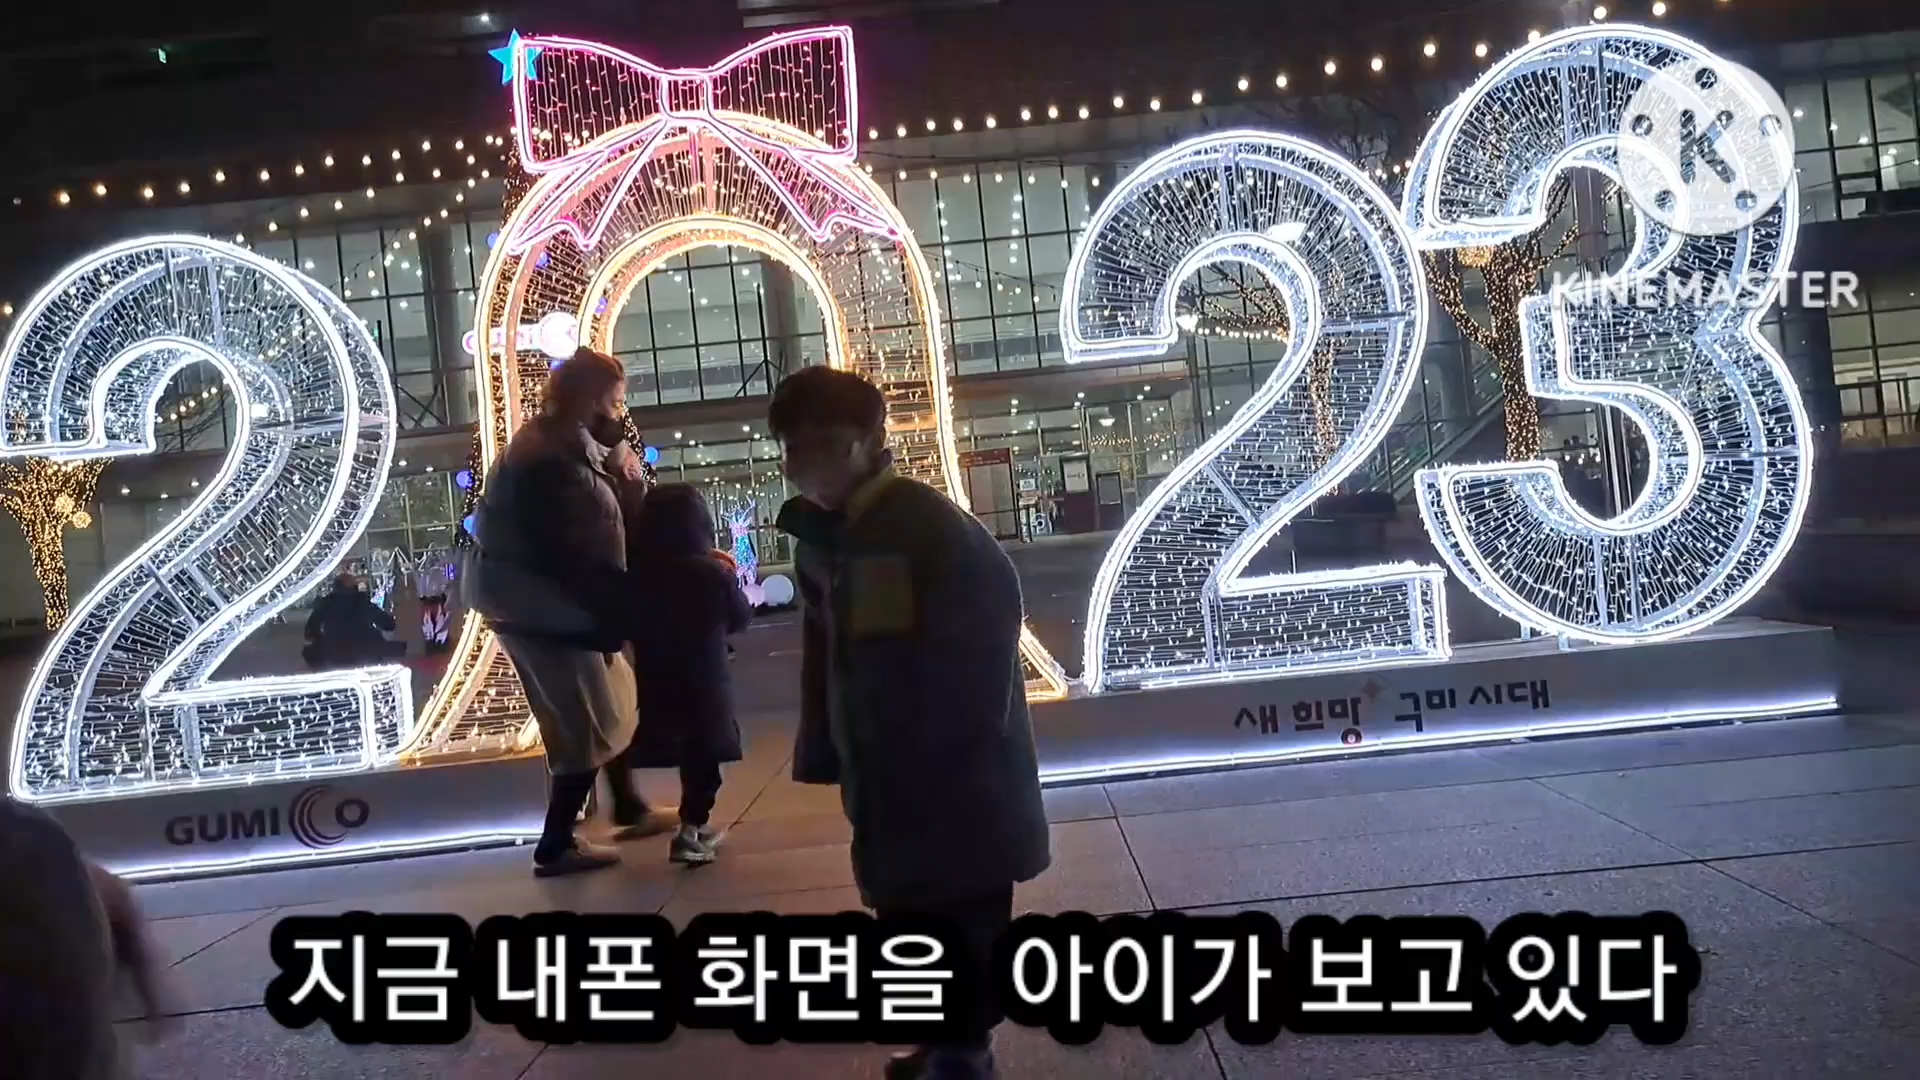 2023
KINEMASTER
새 희망 구미 시대
GUMICO
지금 내폰 화면을 아이가 보고 있다